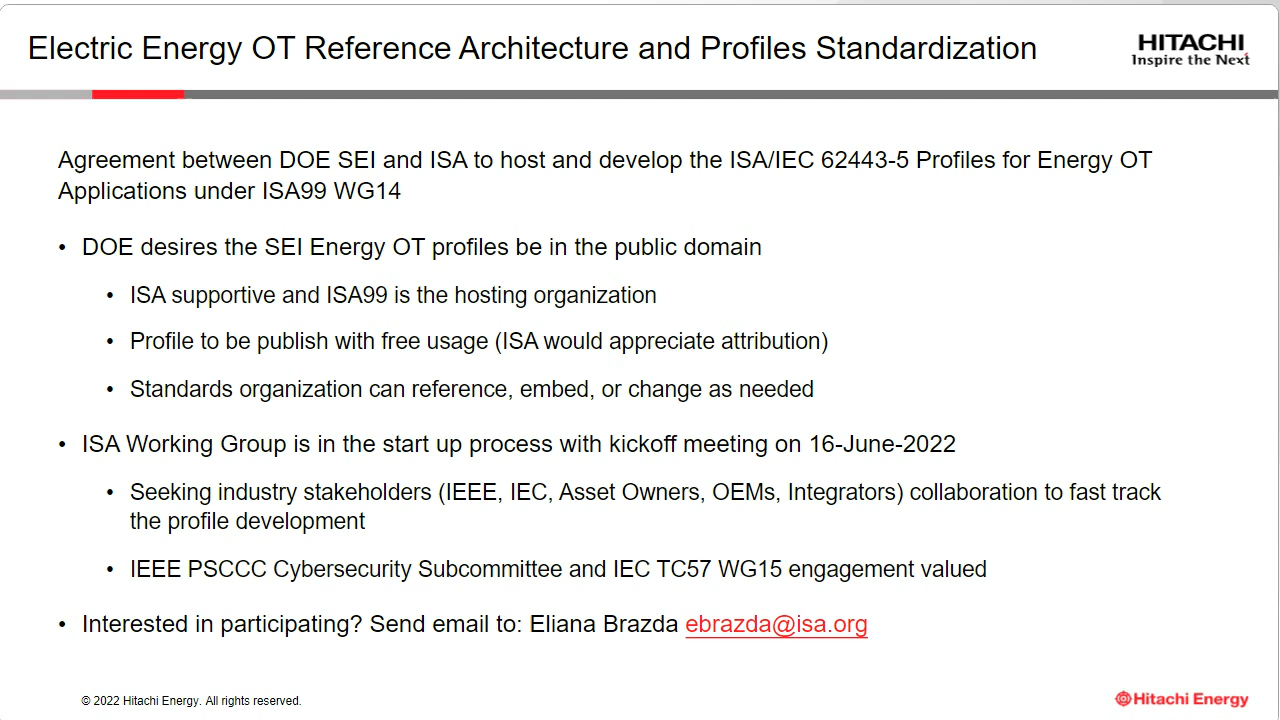 Electric Energy OT Reference Architecture and Profiles Standardization
HITACHI
Inspire the Next
Agreement between DOE SEI and ISA to host and develop the ISA/IEC 62443-5 Profiles for Energy OT
Applications under ISA99 WG14
• DOE desires the SEI Energy OT profiles be in the public domain
• ISA supportive and ISA99 is the hosting organization
• Profile to be publish with free usage (ISA would appreciate attribution)
• Standards organization can reference, embed, or change as needed
• ISA Working Group is in the start up process with kickoff meeting on 16-June-2022
• Seeking industry stakeholders (IEEE, IEC, Asset Owners, OEMs, Integrators) collaboration to fast track
the profile development
• IEEE PSCCC Cybersecurity Subcommittee and IEC TC57 WG15 engagement valued
• Interested in participating? Send email to: Eliana Brazda ebrazda@isa.org
© 2022 Hitachi Energy. All rights reserved.
Hitachi Energy